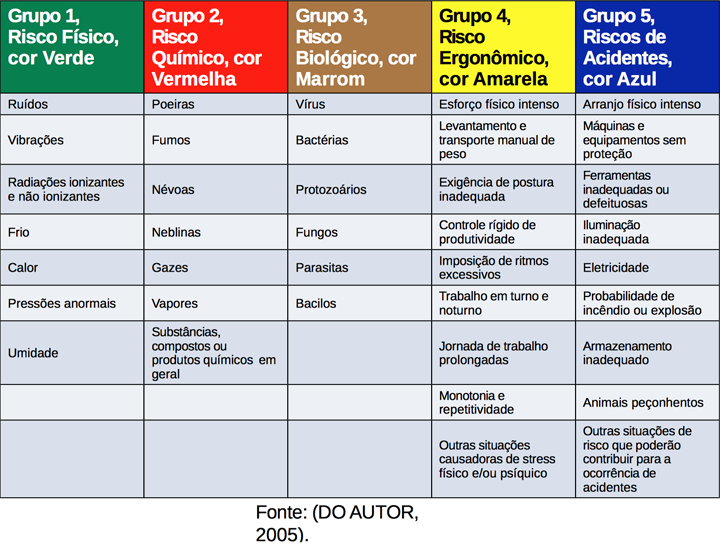 Grupo 1,
Risco Físico,
cor Verde
Grupo 2,
Risco
Químico, cor
Vermelha
Grupo 3,
Risco
Biológico, cor
Marrom
Grupo 4,
Risco
Ergonômico,
cor Amarela
Grupo 5,
Riscos de
Acidentes,
cor Azul
Ruídos
Poeiras
Vírus
Esforço físico intenso
Arranjo físico intenso
Vibrações
Fumos
Bactérias
Levantamento e
transporte manual de
peso
Máquinas e
equipamentos sem
proteção
Radiações ionizantes
e não ionizantes
Névoas
Protozoários
Exigência de postura
inadequada
Ferramentas
inadequadas ou
defeituosas
Frio
Neblinas
Fungos
Controle rígido de
produtividade
Iluminação
inadequada
Calor
Gazes
Parasitas
Imposição de ritmos
excessivos
Eletricidade
Pressões anormais
Vapores
Bacilos
Trabalho em turno e
noturno
Probabilidade de
incêndio ou explosão
Umidade
Substâncias,
compostos ou
produtos químicos em
geral
Jornada de trabalho
prolongadas
Armazenamento
inadequado
Monotonia e
repetitividade
Animais peçonhentos
Outras situações
causadoras de stress
físico e/ou psíquico
Outras situações de
risco que poderão
contribuir para a
ocorrência de
acidentes
Fonte: (DO AUTOR,
2005).